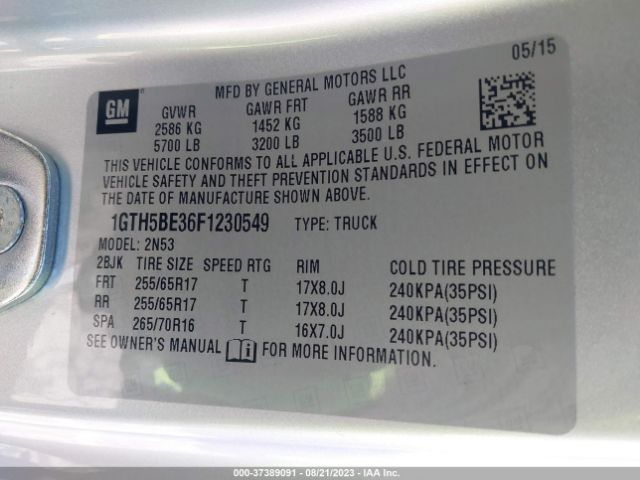 05/15
MFD BY GENERAL MOTORS LLC
GM
GVWR GAWR FRT GAWR RR
2586 KG 1452 KG 1588 KG
5700 LB 3200 LB 3500 LB
THIS VEHICLE CONFORMS TO ALL APPLICABLE U.S. FEDERAL MOTOR
VEHICLE SAFETY AND THEFT PREVENTION STANDARDS IN EFFECT ON
THE DATE OF MANUFACTURE SHOWN ABOVE.
1GTH5BE36F1230549 TYPE: TRUCK
MODEL: 2N53
2BJK TIRE SIZE SPEED RTG RIM COLD TIRE PRESSURE
FRT 255/65R17 T 17X8.0J 240KPA(35PSI)
RR 255/65R17 T 17X8.0J 240KPA(35PSI)
SPA 265/70R16 T 16X7.0J 240KPA(35PSI)
SEE OWNER'S MANUAL FOR MORE INFORMATION.
000-37389091 - 08/21/2023 - IAA Inc.